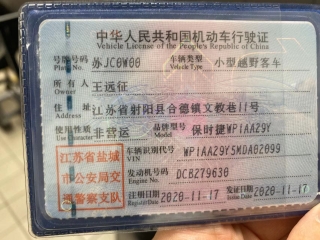 中华人民共和国机动车行驶证
Vehicle License of the People's Republic of China
号牌号码 苏JC0W00 车辆类型 小型越野客车
Plate No. Vehicle Type
所有人 王远征
Owner
住址 江苏省射阳县合德镇文教巷11号
Address
使用性质 非营运 品牌型号 保时捷WP1AA29Y
Use Character Model
江苏省盐城市公安局交通警察支队
车辆识别代号 WP1AA29Y5MDA02099
VIN
发动机号码 DCB279630
Engine No.
注册日期 2020-11-17 发证日期 2020-11-17
Register Date Issue Date